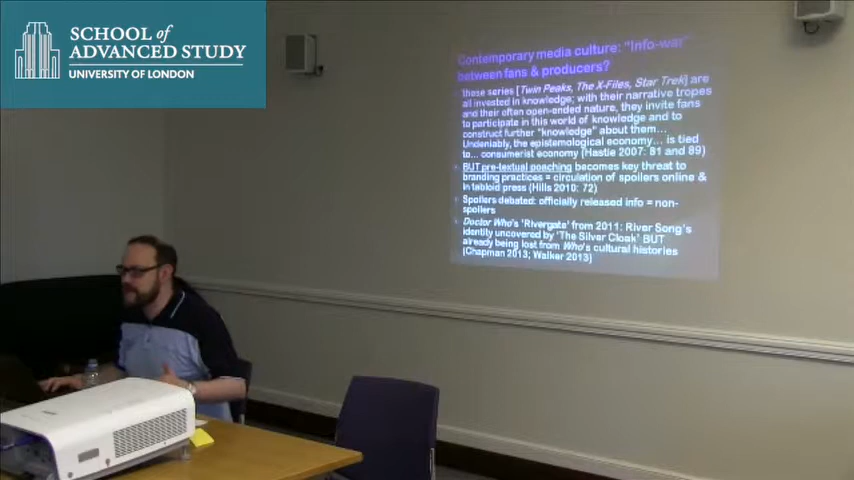 SCHOOL of
ADVANCED STUDY
UNIVERSITY OF LONDON
Contemporary media culture: "Info-war"
between fans & producers?
these series [Twin Peaks, The X-Files, Star Trek] are
all invested in knowledge; with their narrative tropes
and their often open-ended nature, they invite fans
to participate in this world of knowledge and to
construct further "knowledge" about them...
Undeniably, the epistemological economy... is tied
to... consumerist economy (Hastie 2007: 81 and 89)
BUT pre-textual poaching becomes key threat to
branding practices = circulation of spoilers online &
in tabloid press (Hills 2010: 72)
Spoilers debated: officially released info = non-
spoilers
Doctor Who's 'Rivergate' from 2011: River Song's
identity uncovered by 'The Silver Cloak' BUT
already being lost from Who's cultural histories
(Chapman 2013; Walker 2013)